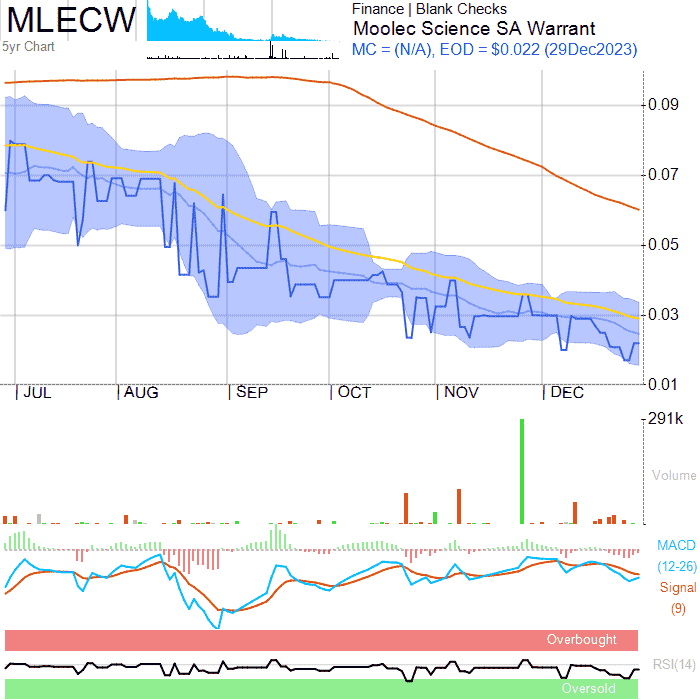 MLECW
5yr Chart
Finance | Blank Checks
Moolec Science SA Warrant
MC = (N/A), EOD = $0.022 (29Dec2023)
0.09
0.07
0.05
0.03
0.01
JUL AUG SEP OCT NOV DEC
291k
Volume
MACD
(12-26)
Signal
(9)
Overbought
RSI(14)
Oversold